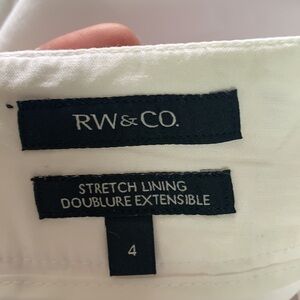 RW&CO.
STRETCH LINING
DOUBLURE EXTENSIBLE
4